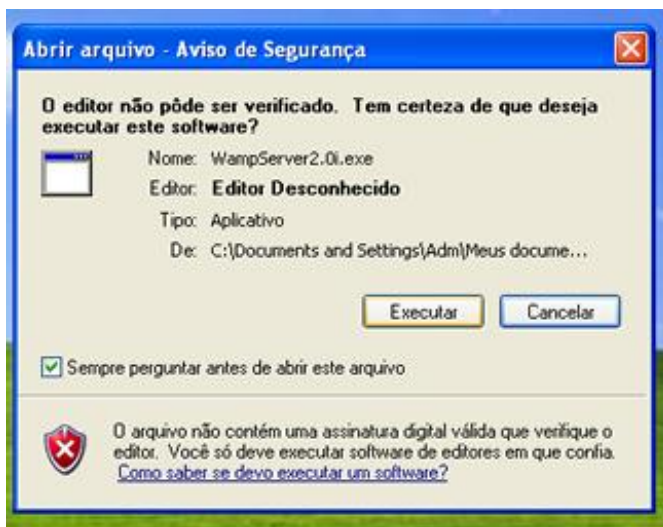 Abrir arquivo - Aviso de Segurança
O editor não pôde ser verificado. Tem certeza de que deseja
executar este software?
Nome: WampServer2.0i.exe
Editor: Editor Desconhecido
Tipo: Aplicativo
De: C:\Documents and Settings\Adm\Meus docume...
Executar Cancelar
Sempre perguntar antes de abrir este arquivo
O arquivo não contém uma assinatura digital válida que verifique o
editor. Você só deve executar software de editores em que confia.
Como saber se devo executar um software?